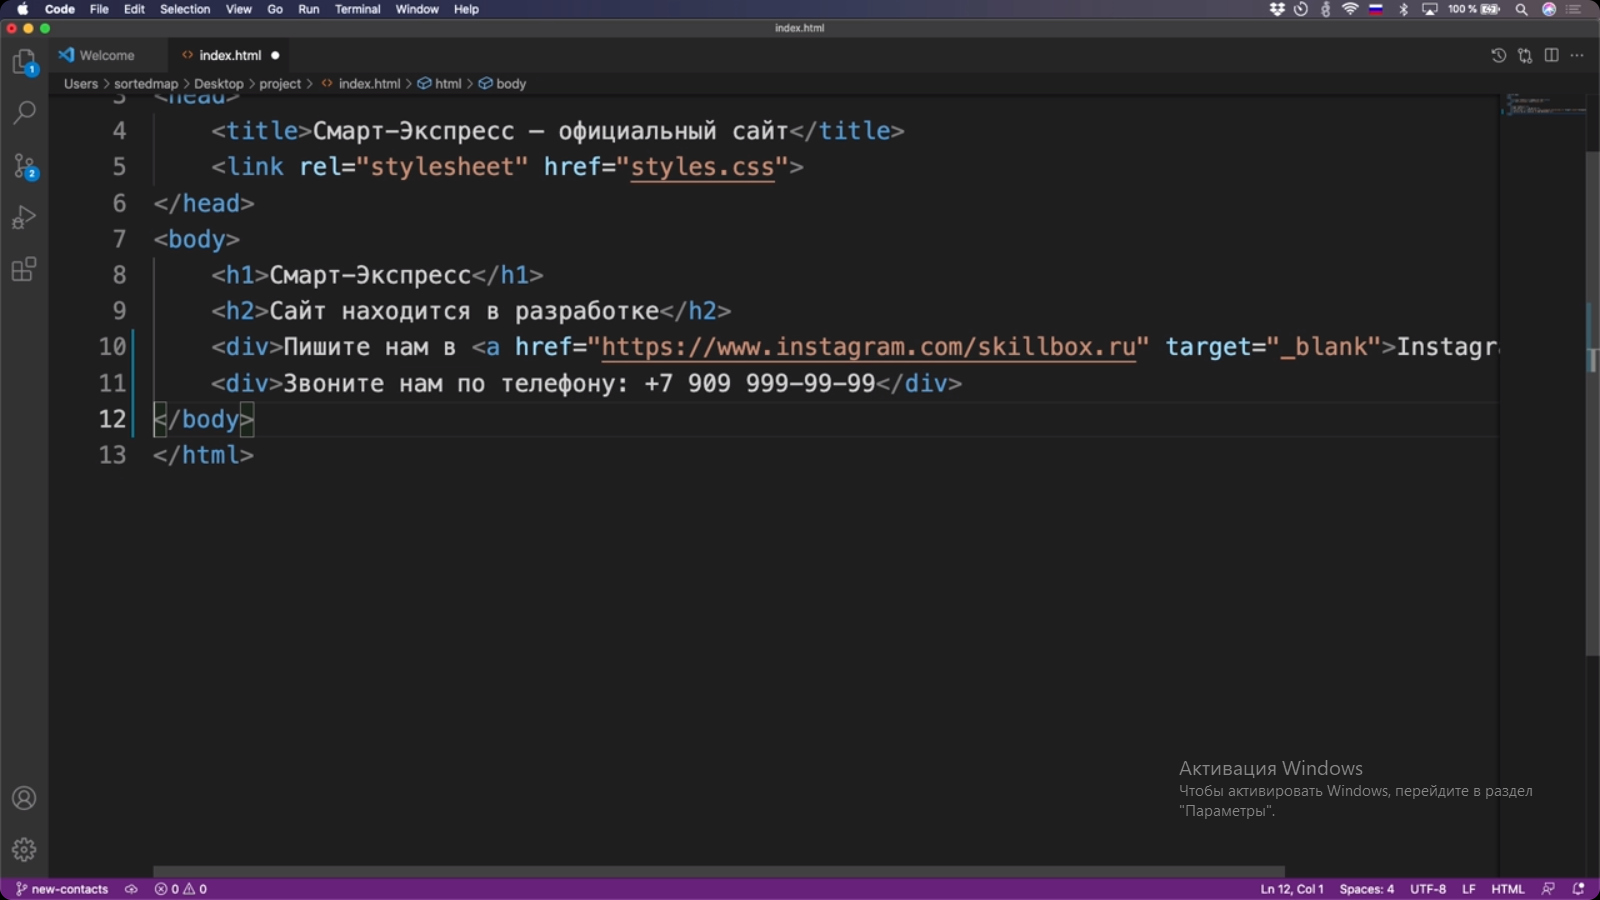 Code File Edit Selection View Go Run Terminal Window Help 100 %
index.html
Welcome index.html
Users > sortedmap > Desktop > project > index.html > html > body
3 <head>
4 <title>Смарт-Экспресс — официальный сайт</title>
5 <link rel="stylesheet" href="styles.css">
6 </head>
7 <body>
8 <h1>Смарт-Экспресс</h1>
9 <h2>Сайт находится в разработке</h2>
10 <div>Пишите нам в <a href="https://www.instagram.com/skillbox.ru" target="_blank">Instagr
11 <div>Звоните нам по телефону: +7 909 999-99-99</div>
12 </body>
13 </html>
1
2
Активация Windows
Чтобы активировать Windows, перейдите в раздел
"Параметры".
new-contacts 0 0 Ln 12, Col 1 Spaces: 4 UTF-8 LF HTML